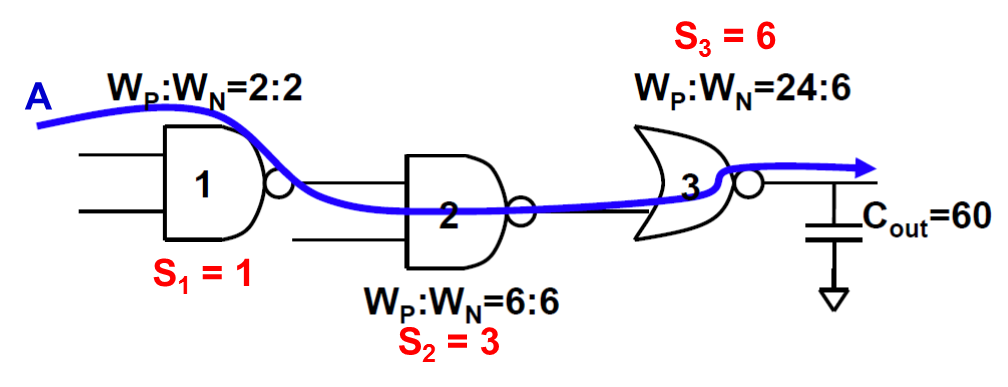 S3 = 6
A
WP:WN=2:2
WP:WN=24:6
1
2
3
Cout=60
S1 = 1
WP:WN=6:6
S2 = 3